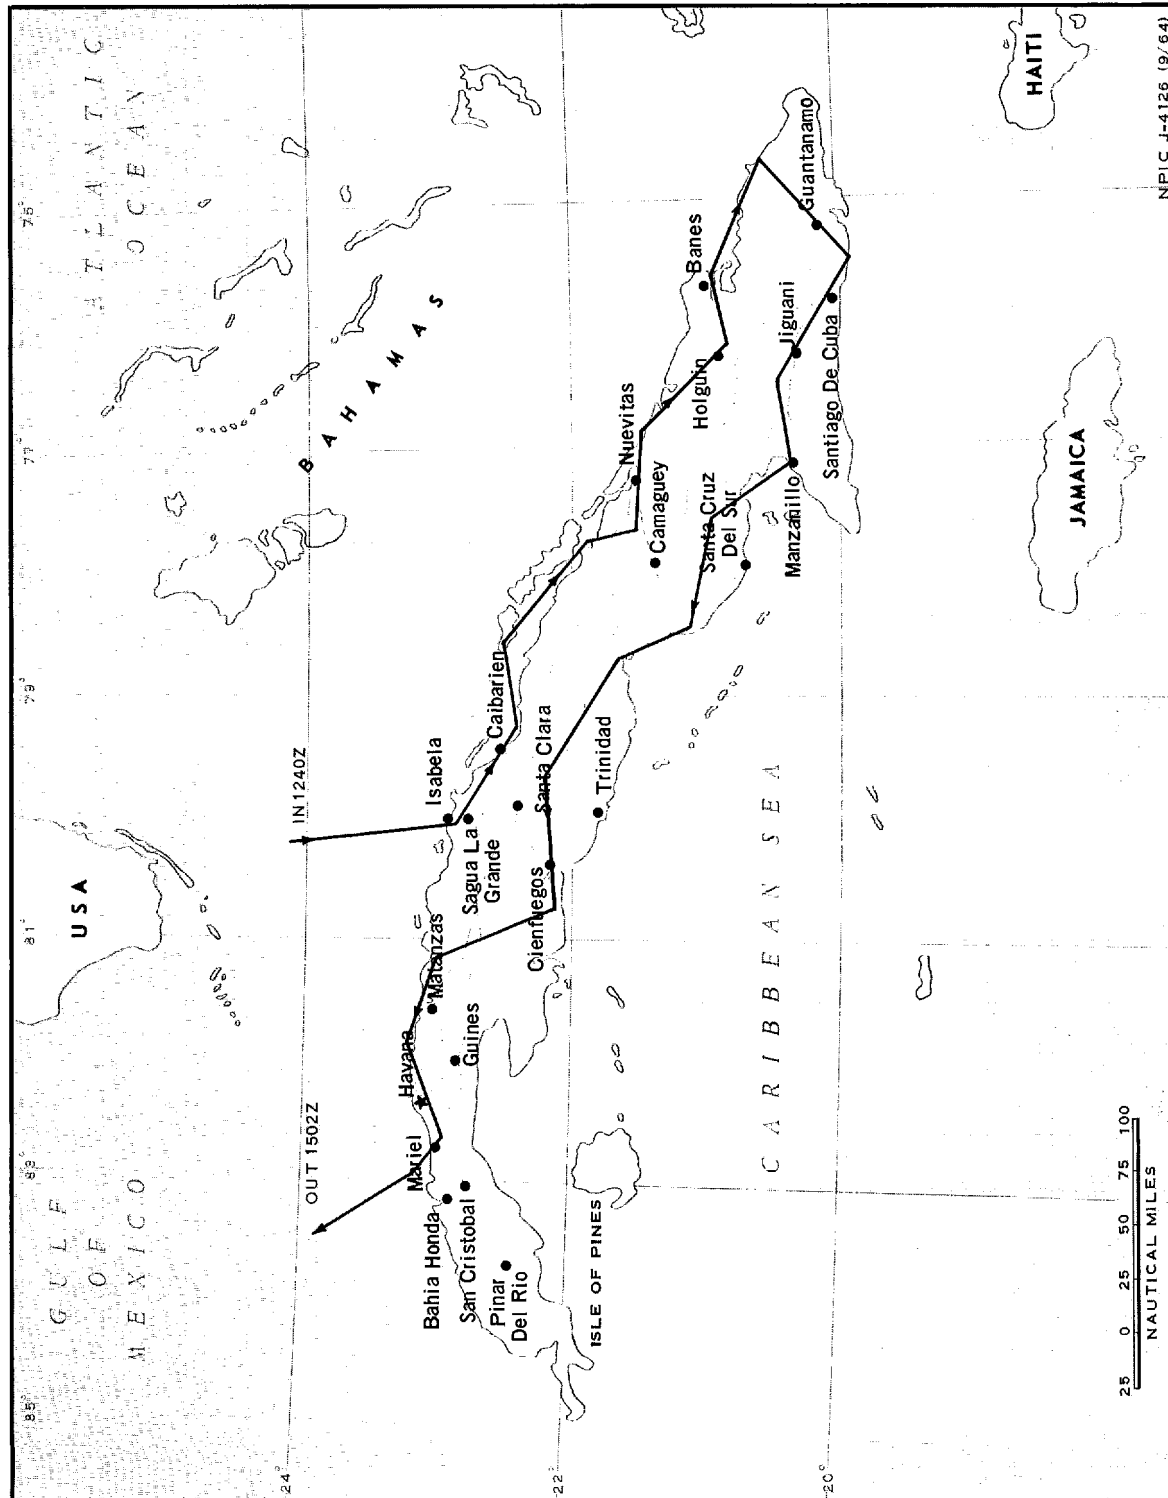 85°
83°
81°
79°
77°
75°
GULF
OF
MEXICO
USA
ATLANTIC
OCEAN
BAHAMAS
24°
OUT 1502Z
IN 1240Z
Havana
Mariel
Matanzas
Bahia Honda
San Cristobal
Guines
Pinar
Del Rio
Isabela
Sagua La
Grande
Caibarien
Santa Clara
Cienfuegos
Trinidad
22°
ISLE OF PINES
Nuevitas
Camaguey
Holguin
Banes
Santa Cruz
Del Sur
Jiguani
Manzanillo
Guantanamo
Santiago De Cuba
20°
CARIBBEAN SEA
JAMAICA
HAITI
25 0 25 50 75 100
NAUTICAL MILES
NPIC J-4126 (9/64)